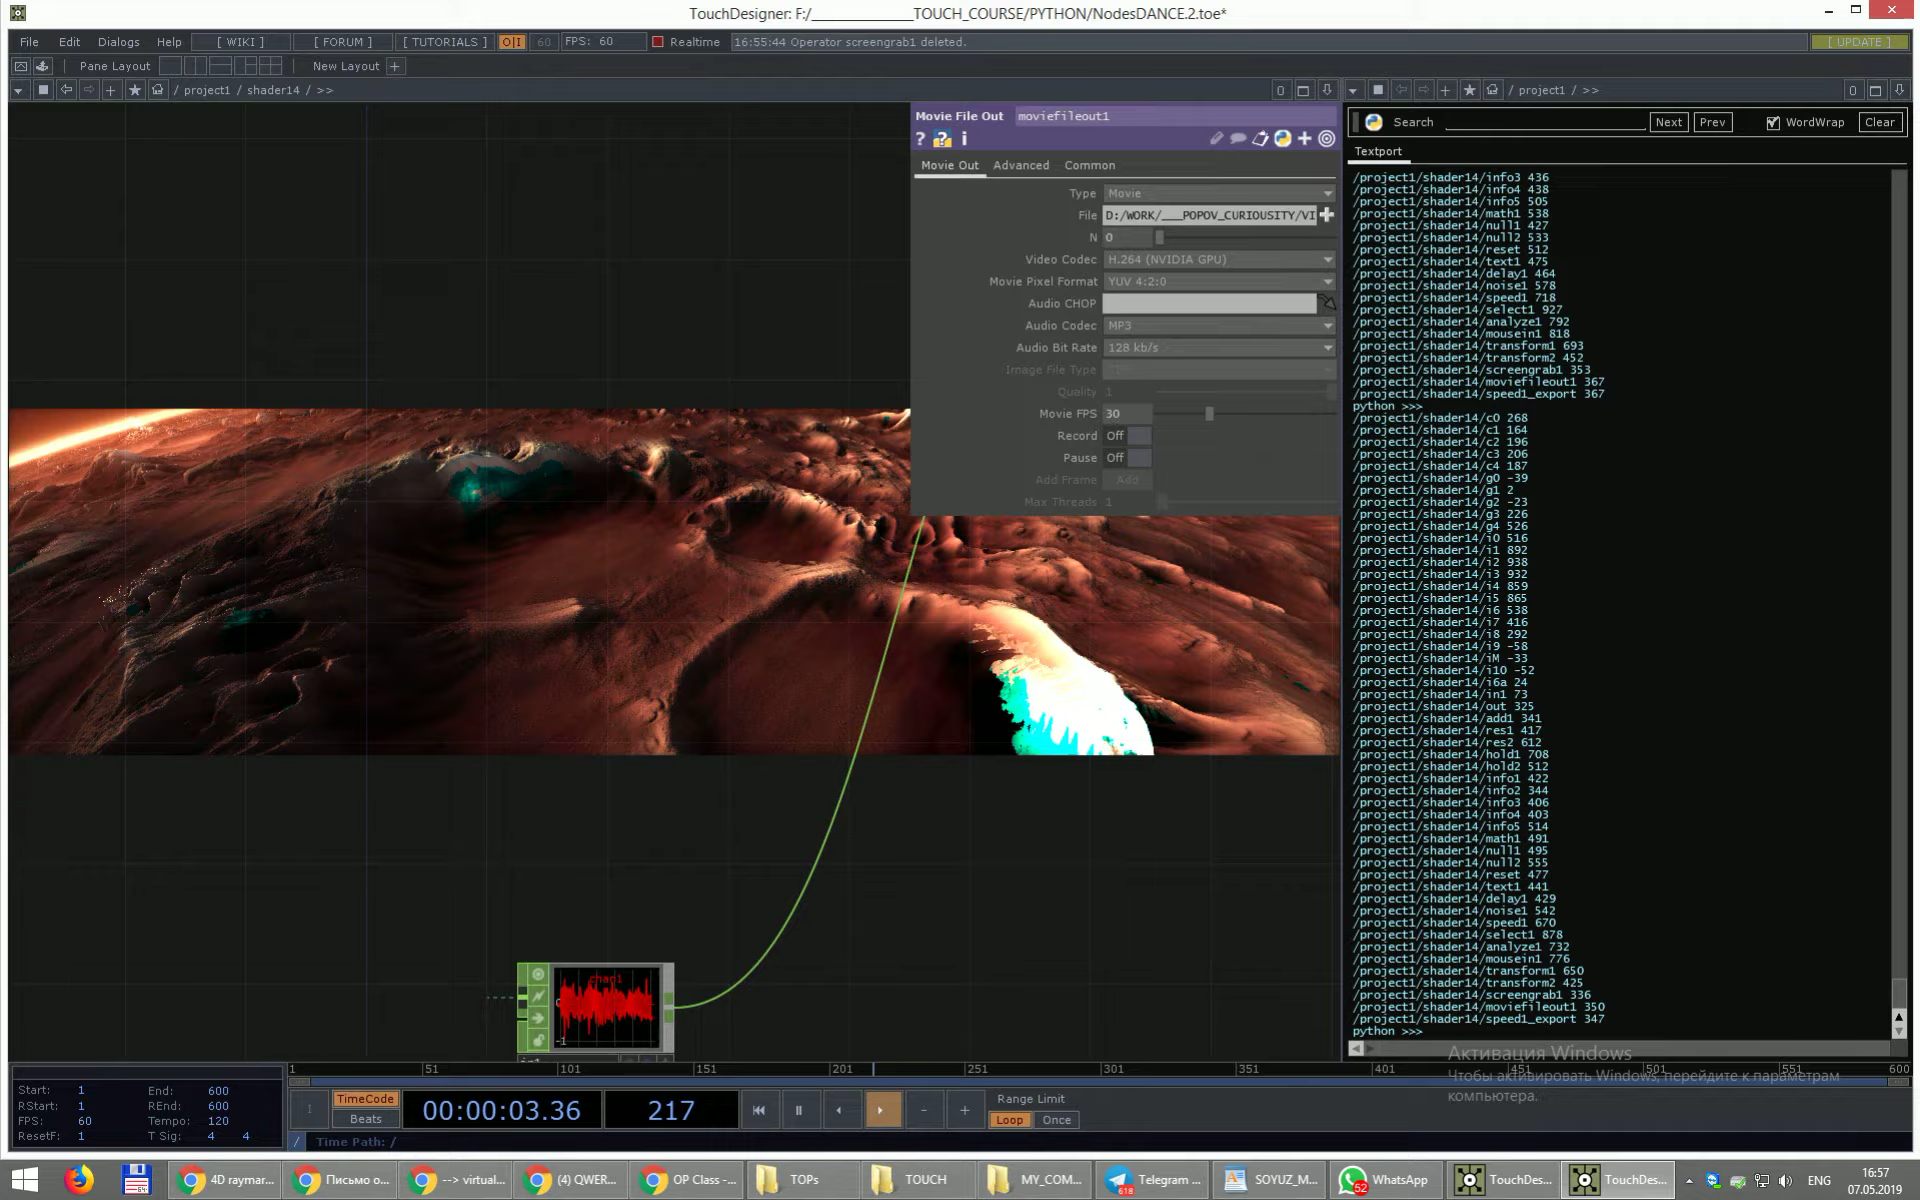 TouchDesigner: F:/______________TOUCH_COURSE/PYTHON/NodesDANCE.2.toe*
File Edit Dialogs Help [ WIKI ] [ FORUM ] [ TUTORIALS ] O|I 60 FPS: 60 Realtime 16:55:44 Operator screengrab1 deleted. [ UPDATE ]
Pane Layout New Layout +
/ project1 / shader14 / >> 0 / project1 / >> 0
Movie File Out moviefileout1
Movie Out Advanced Common
Type Movie
File D:/WORK/___POPOV_CURIOUSITY/VI
N 0
Video Codec H.264 (NVIDIA GPU)
Movie Pixel Format YUV 4:2:0
Audio CHOP
Audio Codec MP3
Audio Bit Rate 128 kb/s
Image File Type
Quality 1
Movie FPS 30
Record Off
Pause Off
Add Frame Add
Max Threads 1
Search Next Prev WordWrap Clear
Textport
/project1/shader14/info3 436
/project1/shader14/info4 438
/project1/shader14/info5 505
/project1/shader14/math1 538
/project1/shader14/null1 427
/project1/shader14/null2 533
/project1/shader14/reset 512
/project1/shader14/text1 475
/project1/shader14/delay1 464
/project1/shader14/noise1 578
/project1/shader14/speed1 718
/project1/shader14/select1 927
/project1/shader14/analyze1 792
/project1/shader14/mousein1 818
/project1/shader14/transform1 693
/project1/shader14/transform2 452
/project1/shader14/screengrab1 353
/project1/shader14/moviefileout1 367
/project1/shader14/speed1_export 367
python >>>
/project1/shader14/c0 268
/project1/shader14/c1 164
/project1/shader14/c2 196
/project1/shader14/c3 206
/project1/shader14/c4 187
/project1/shader14/g0 -39
/project1/shader14/g1 2
/project1/shader14/g2 -23
/project1/shader14/g3 226
/project1/shader14/g4 526
/project1/shader14/i0 516
/project1/shader14/i1 892
/project1/shader14/i2 938
/project1/shader14/i3 932
/project1/shader14/i4 859
/project1/shader14/i5 865
/project1/shader14/i6 538
/project1/shader14/i7 416
/project1/shader14/i8 292
/project1/shader14/i9 -58
/project1/shader14/iM -33
/project1/shader14/i10 -52
/project1/shader14/i6a 24
/project1/shader14/in1 73
/project1/shader14/out 325
/project1/shader14/add1 341
/project1/shader14/res1 417
/project1/shader14/res2 612
/project1/shader14/hold1 708
/project1/shader14/hold2 512
/project1/shader14/info1 422
/project1/shader14/info2 344
/project1/shader14/info3 406
/project1/shader14/info4 403
/project1/shader14/info5 514
/project1/shader14/math1 491
/project1/shader14/null1 495
/project1/shader14/null2 555
/project1/shader14/reset 477
/project1/shader14/text1 441
/project1/shader14/delay1 429
/project1/shader14/noise1 542
/project1/shader14/speed1 670
/project1/shader14/select1 878
/project1/shader14/analyze1 732
/project1/shader14/mousein1 776
/project1/shader14/transform1 650
/project1/shader14/transform2 425
/project1/shader14/screengrab1 336
/project1/shader14/moviefileout1 350
/project1/shader14/speed1_export 347
python >>>
chan1
0
-1
Активация Windows
Чтобы активировать Windows, перейдите к параметрам
компьютера.
1 51 101 151 201 251 301 351 401 451 501 551 600
Start: 1 End: 600
RStart: 1 REnd: 600
FPS: 60 Tempo: 120
ResetF: 1 T Sig: 4 4
TimeCode
Beats
00:00:03.36 217
Range Limit
Loop Once
/ Time Path: /
4D raymar... Письмо о... --> virtual... (4) QWER... OP Class -... TOPs TOUCH MY_COM... Telegram ... SOYUZ_M... WhatsApp TouchDes... TouchDes... ENG
618 52
16:57
07.05.2019